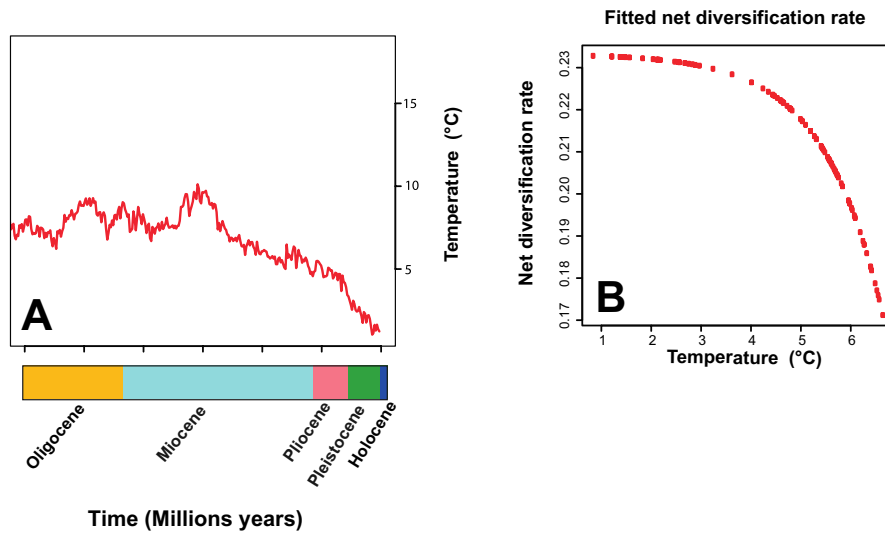 15
10
5
Temperature (°C)
A
Oligocene
Miocene
Pliocene
Pleistocene
Holocene
Time (Millions years)
Fitted net diversification rate
0.23
0.22
0.20
0.19
0.18
0.17
Net diversification rate
B
1 2 3 4 5 6
Temperature (°C)